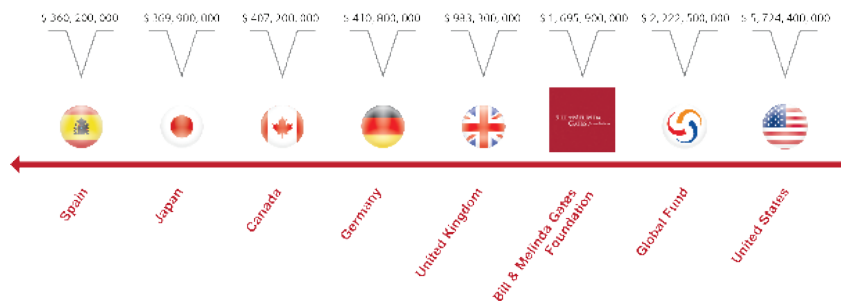 $ 360, 200, 000
$ 369, 900, 000
$ 407, 200, 000
$ 410, 800, 000
$ 983, 300, 000
$ 1, 695, 900, 000
$ 2, 222, 500, 000
$ 5, 724, 400, 000
Spain
Japan
Canada
Germany
United Kingdom
Bill & Melinda Gates
Foundation
Global Fund
United States